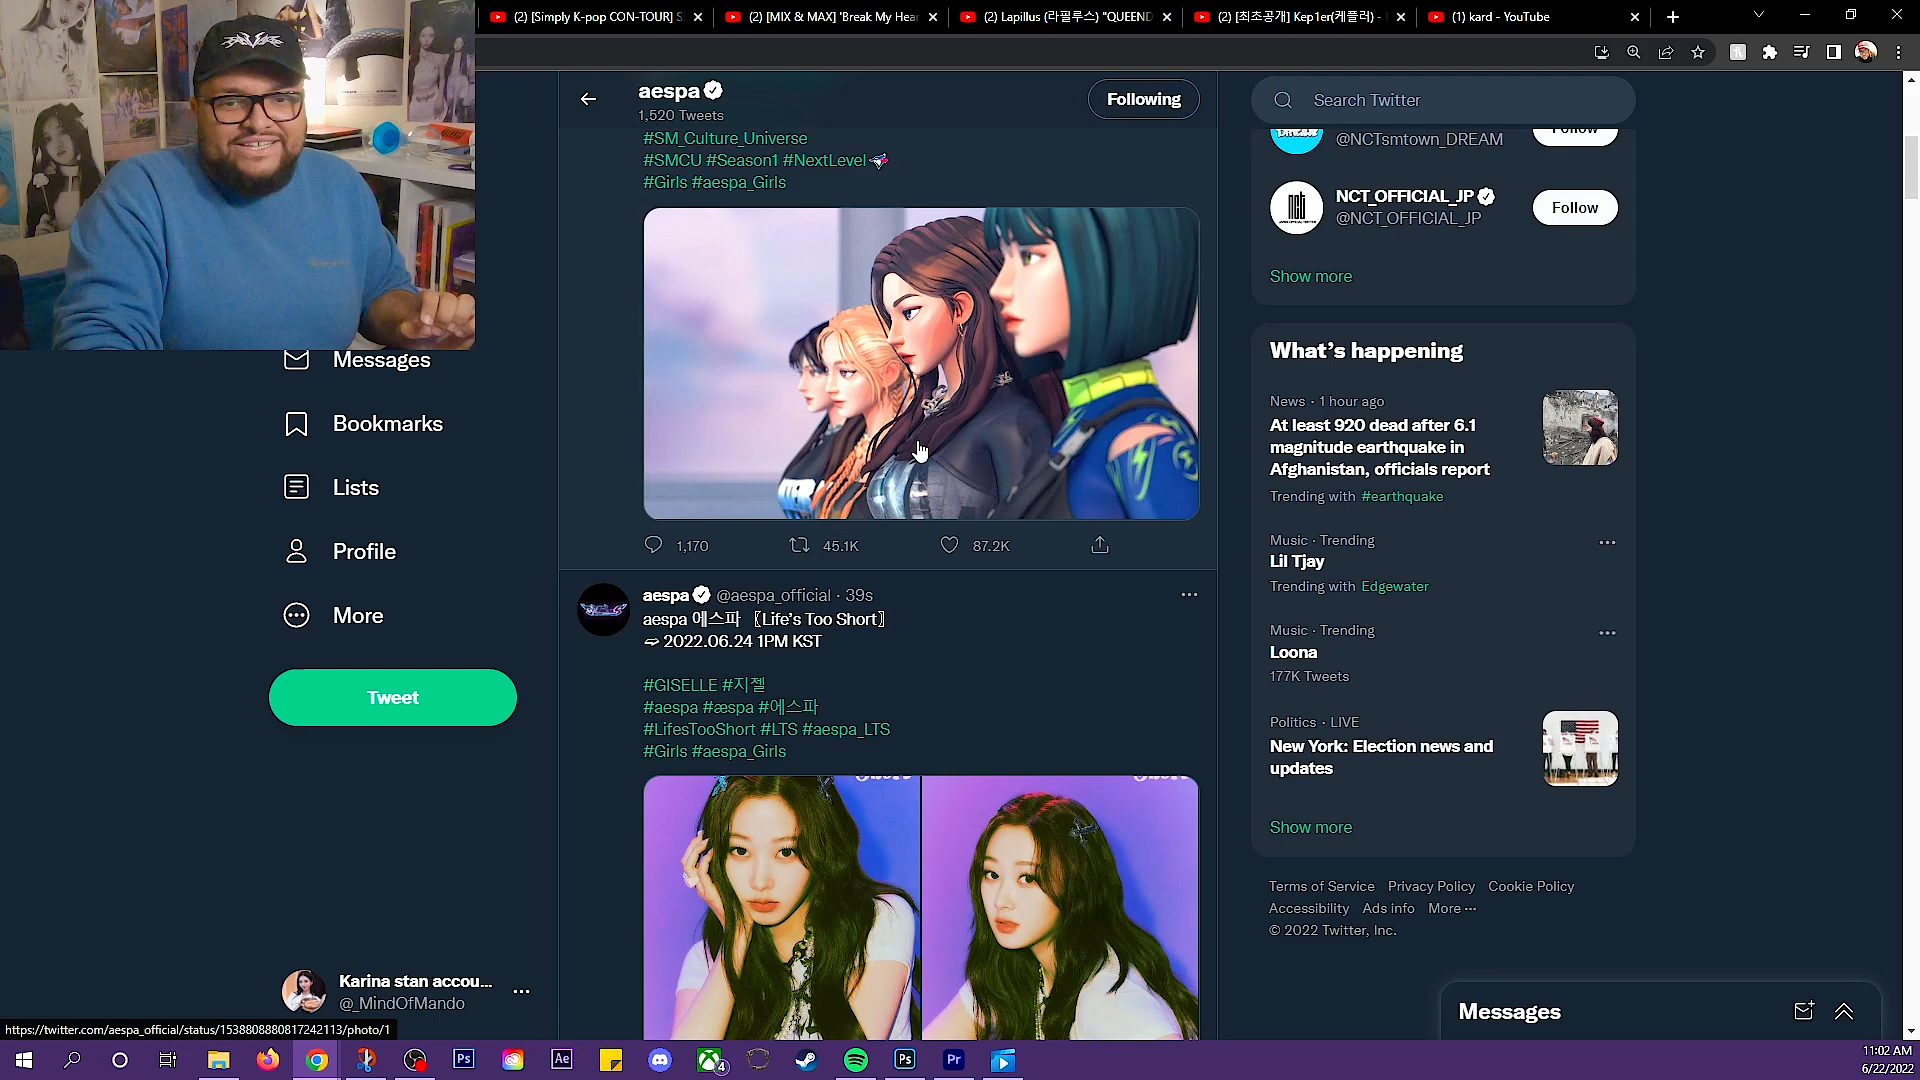 (2) [Simply K-pop CON-TOUR] S
(2) [MIX & MAX] 'Break My Hear
(2) Lapillus (라필루스) "QUEEND
(2) [최초공개] Kep1er(케플러) -
(1) kard - YouTube
aespa
1,520 Tweets
Following
#SM_Culture_Universe
#SMCU #Season1 #NextLevel
#Girls #aespa_Girls
1,170
45.1K
87.2K
aespa @aespa_official · 39s
aespa 에스파 〖Life's Too Short〗
2022.06.24 1PM KST
#GISELLE #지젤
#aespa #æspa #에스파
#LifesTooShort #LTS #aespa_LTS
#Girls #aespa_Girls
Messages
Bookmarks
Lists
Profile
More
Tweet
Karina stan accou...
@_MindOfMando
https://twitter.com/aespa_official/status/1538808880817242113/photo/1
Search Twitter
@NCTsmtown_DREAM
Follow
NCT_OFFICIAL_JP
@NCT_OFFICIAL_JP
Follow
Show more
What's happening
News · 1 hour ago
At least 920 dead after 6.1
magnitude earthquake in
Afghanistan, officials report
Trending with #earthquake
Music · Trending
Lil Tjay
Trending with Edgewater
Music · Trending
Loona
177K Tweets
Politics · LIVE
New York: Election news and
updates
Show more
Terms of Service Privacy Policy Cookie Policy
Accessibility Ads info More ···
© 2022 Twitter, Inc.
Messages
Ps
Ae
4
Ps
Pr
11:02 AM
6/22/2022